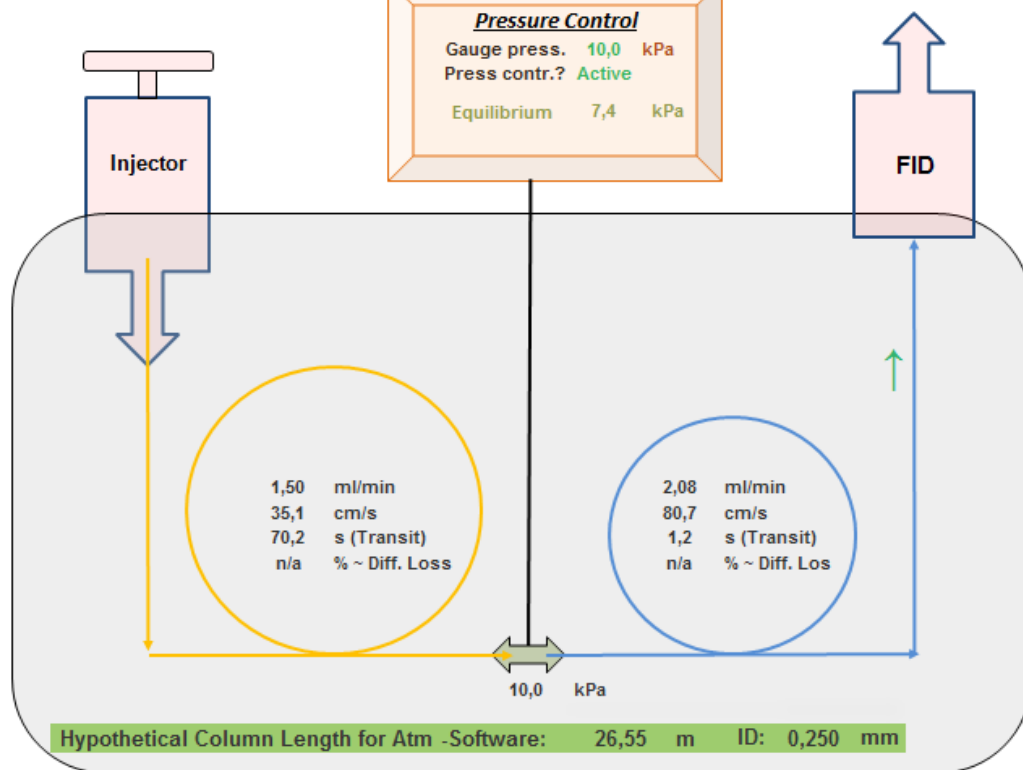 Pressure Control
Gauge press. 10,0 kPa
Press contr.? Active
Equilibrium 7,4 kPa
Injector
FID
1,50 ml/min
35,1 cm/s
70,2 s (Transit)
n/a % ~ Diff. Loss
2,08 ml/min
80,7 cm/s
1,2 s (Transit)
n/a % ~ Diff. Los
10,0 kPa
Hypothetical Column Length for Atm -Software: 26,55 m ID: 0,250 mm